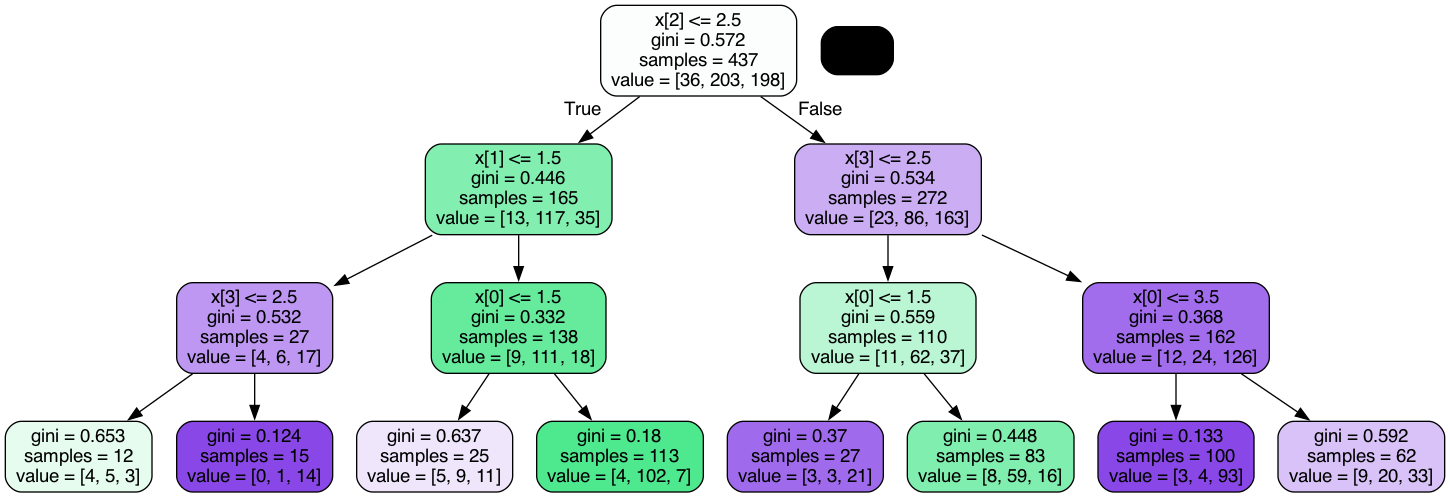 x[2] <= 2.5
gini = 0.572
samples = 437
value = [36, 203, 198]
True
False
x[1] <= 1.5
gini = 0.446
samples = 165
value = [13, 117, 35]
x[3] <= 2.5
gini = 0.534
samples = 272
value = [23, 86, 163]
x[3] <= 2.5
gini = 0.532
samples = 27
value = [4, 6, 17]
x[0] <= 1.5
gini = 0.332
samples = 138
value = [9, 111, 18]
x[0] <= 1.5
gini = 0.559
samples = 110
value = [11, 62, 37]
x[0] <= 3.5
gini = 0.368
samples = 162
value = [12, 24, 126]
gini = 0.653
samples = 12
value = [4, 5, 3]
gini = 0.124
samples = 15
value = [0, 1, 14]
gini = 0.637
samples = 25
value = [5, 9, 11]
gini = 0.18
samples = 113
value = [4, 102, 7]
gini = 0.37
samples = 27
value = [3, 3, 21]
gini = 0.448
samples = 83
value = [8, 59, 16]
gini = 0.133
samples = 100
value = [3, 4, 93]
gini = 0.592
samples = 62
value = [9, 20, 33]